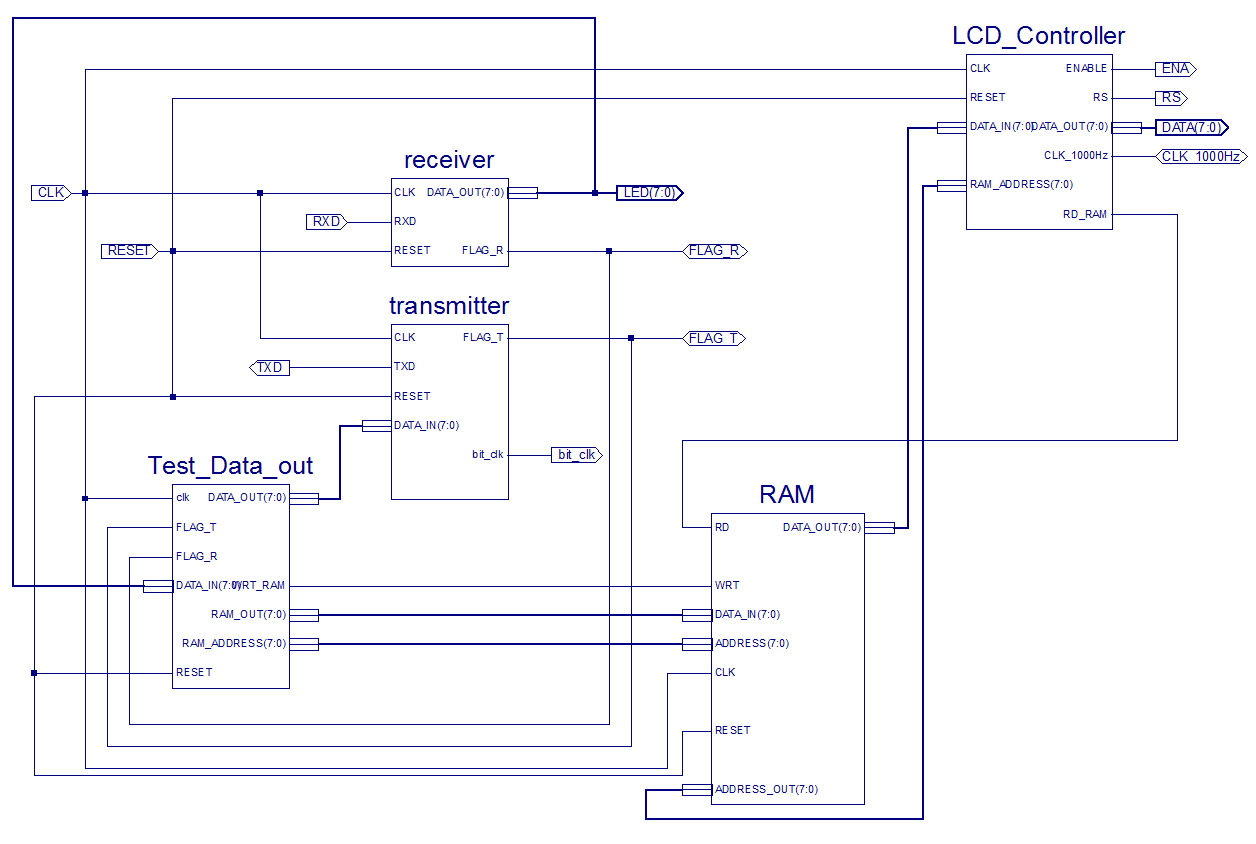 LCD_Controller
CLK
ENABLE
ENA
RESET
RS
RS
DATA_IN(7:0)
DATA_OUT(7:0)
DATA(7:0)
CLK_1000Hz
CLK_1000Hz
RAM_ADDRESS(7:0)
RD_RAM
receiver
CLK
CLK
DATA_OUT(7:0)
LED(7:0)
RXD
RXD
RESET
RESET
FLAG_R
FLAG_R
transmitter
CLK
FLAG_T
FLAG_T
TXD
TXD
RESET
DATA_IN(7:0)
bit_clk
bit_clk
Test_Data_out
clk
DATA_OUT(7:0)
FLAG_T
FLAG_R
DATA_IN(7:0)
WRT_RAM
RAM_OUT(7:0)
RAM_ADDRESS(7:0)
RESET
RAM
RD
DATA_OUT(7:0)
WRT
DATA_IN(7:0)
ADDRESS(7:0)
CLK
RESET
ADDRESS_OUT(7:0)